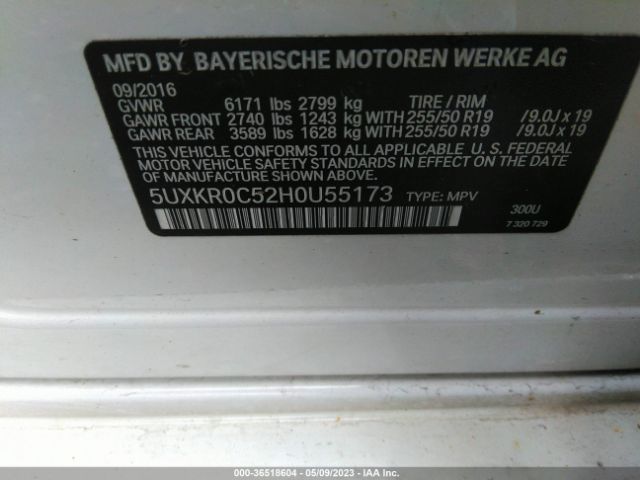 MFD BY BAYERISCHE MOTOREN WERKE AG
09/2016
GVWR 6171 lbs 2799 kg TIRE / RIM
GAWR FRONT 2740 lbs 1243 kg WITH 255/50 R19 /9.0J x 19
GAWR REAR 3589 lbs 1628 kg WITH 255/50 R19 /9.0J x 19
THIS VEHICLE CONFORMS TO ALL APPLICABLE U. S. FEDERAL
MOTOR VEHICLE SAFETY STANDARDS IN EFFECT ON THE DATE
OF MANUFACTURE SHOWN ABOVE.
5UXKR0C52H0U55173 TYPE: MPV
300U
7 320 729
000-36518604 - 05/09/2023 - IAA Inc.